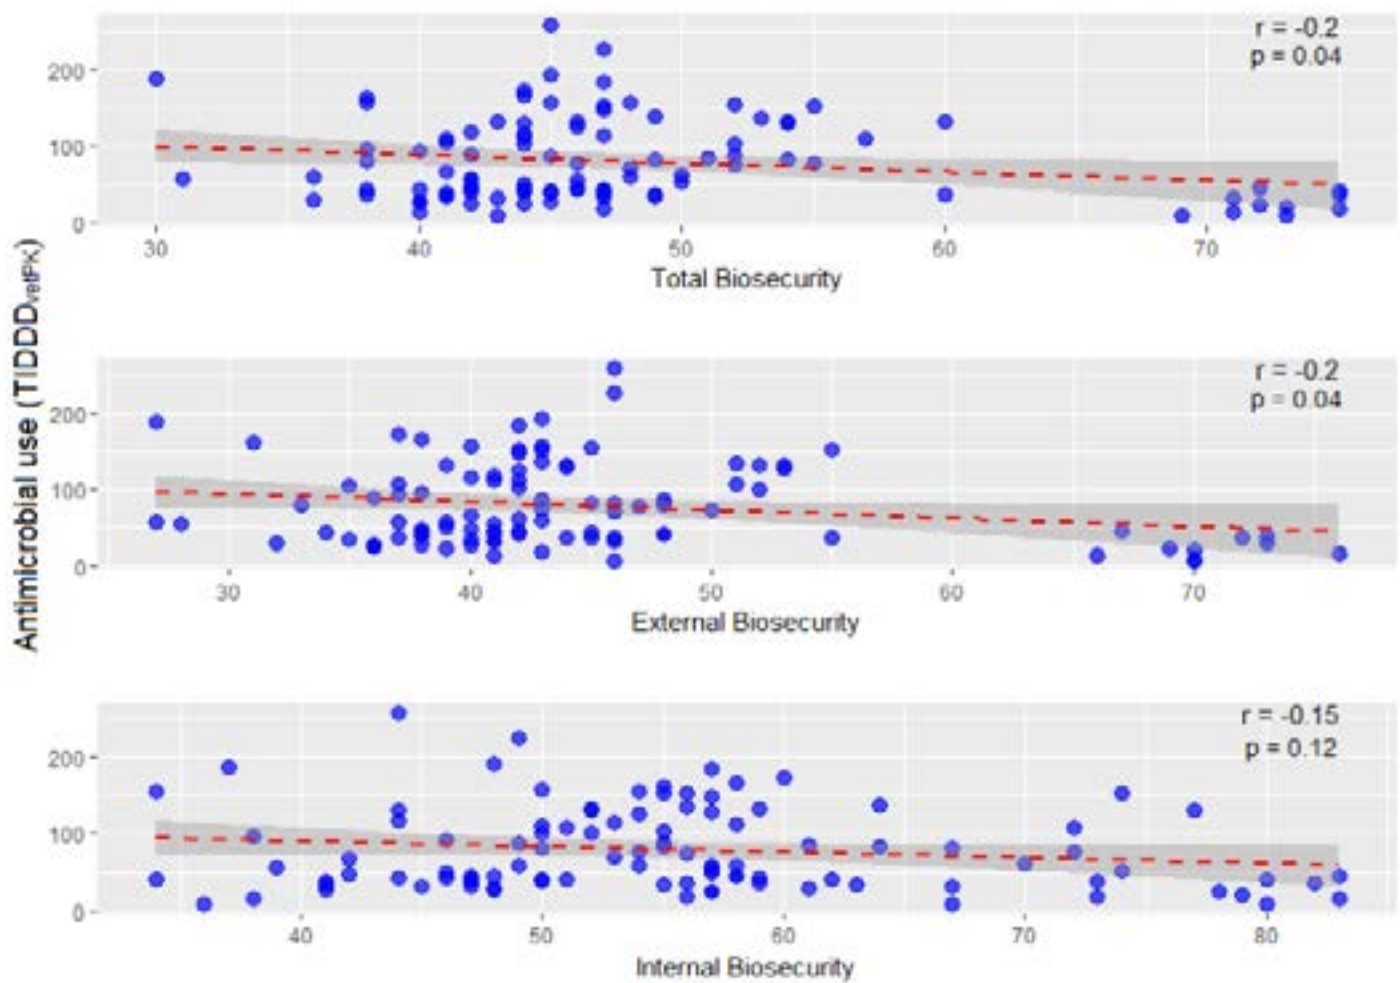 Antimicrobial use (TIDDDvetPK)
r = -0.2
p = 0.04
200
100
0
30 40 50 60 70
Total Biosecurity
r = -0.2
p = 0.04
200
100
0
30 40 50 60 70
External Biosecurity
r = -0.15
p = 0.12
200
100
0
40 50 60 70 80
Internal Biosecurity